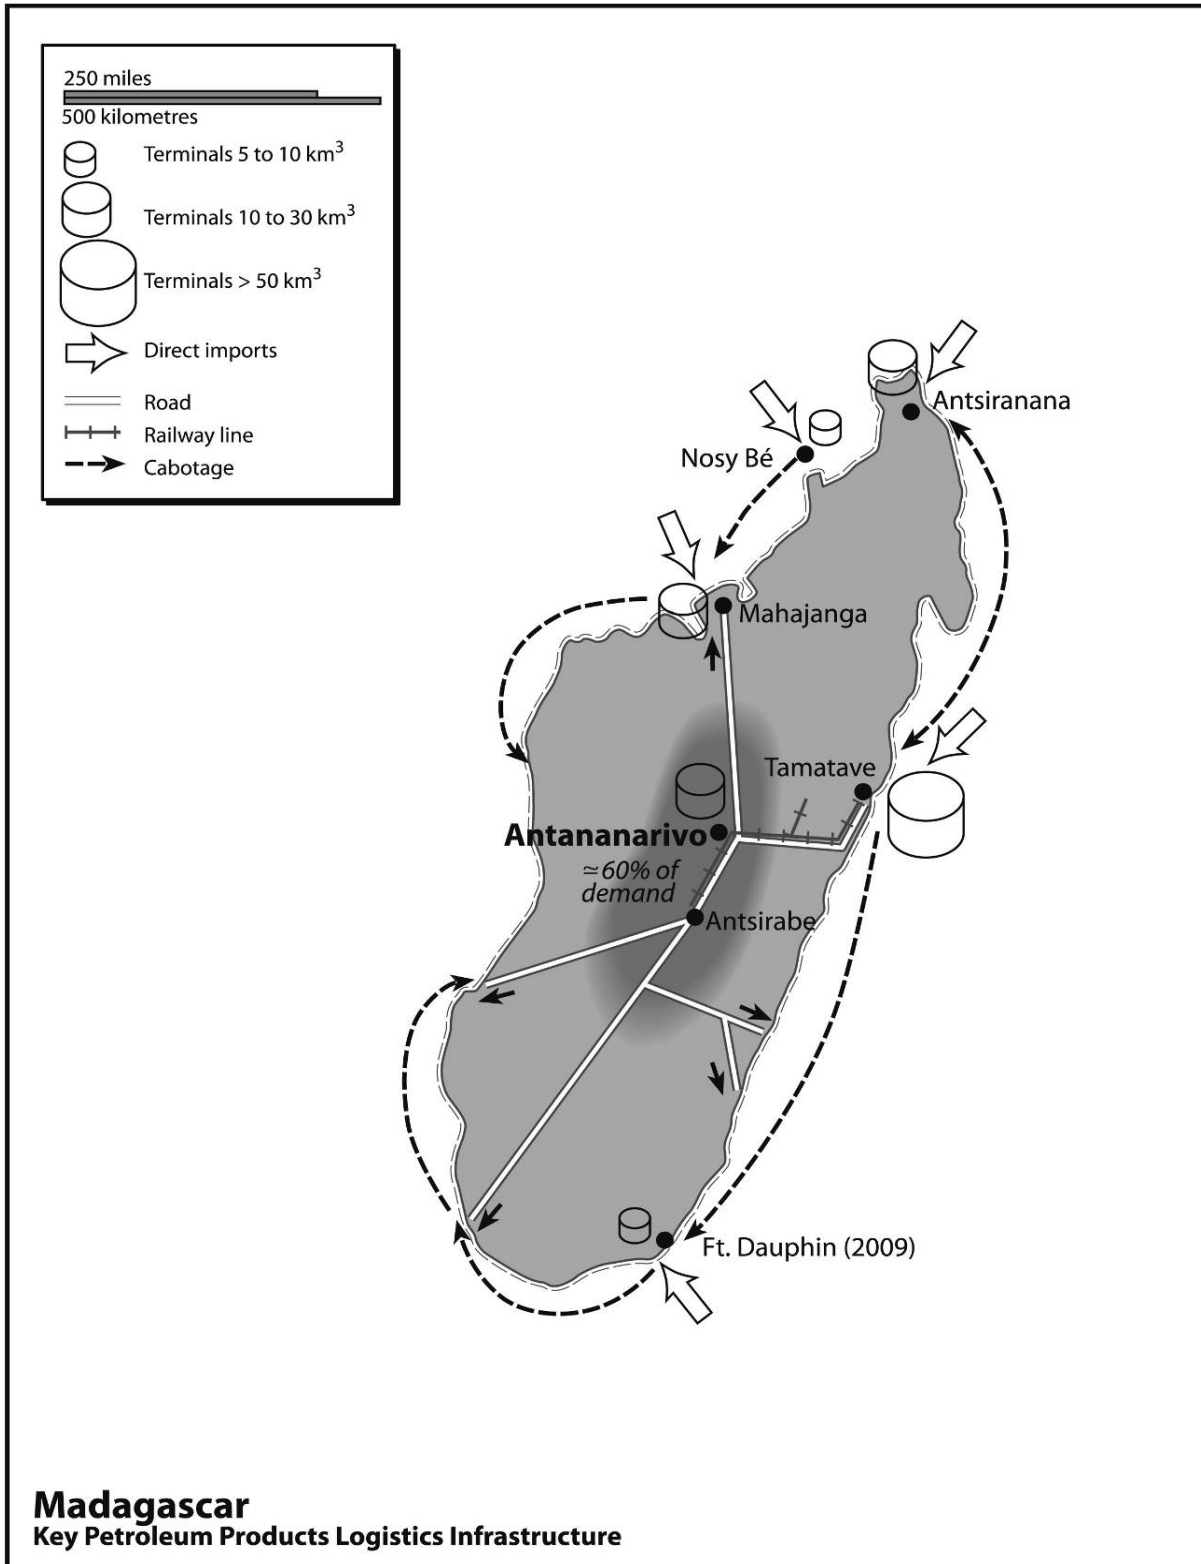 250 miles
500 kilometres
Terminals 5 to 10 km³
Terminals 10 to 30 km³
Terminals > 50 km³
Direct imports
Road
Railway line
Cabotage
Antsiranana
Nosy Bé
Mahajanga
Tamatave
Antananarivo
≃60% of
demand
Antsirabe
Ft. Dauphin (2009)
Madagascar
Key Petroleum Products Logistics Infrastructure